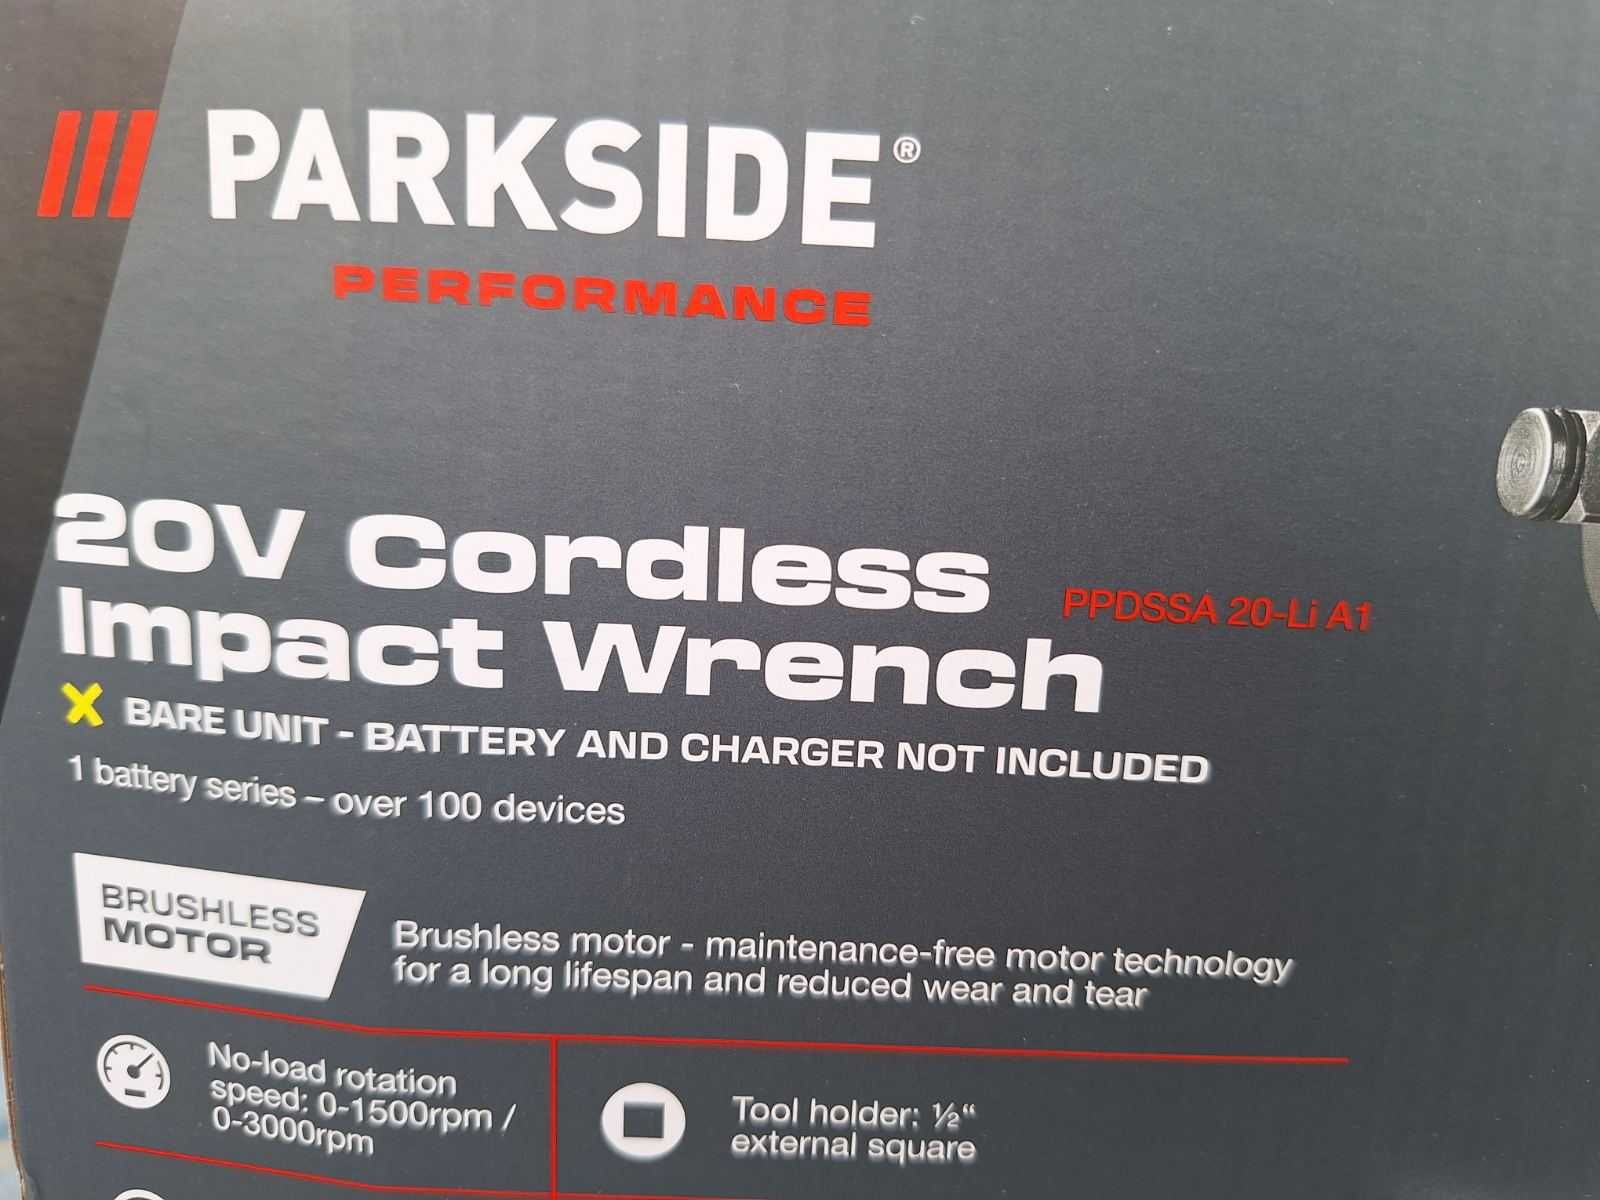 PARKSIDE®
PERFORMANCE
20V Cordless
Impact Wrench
PPDSSA 20-Li A1
X BARE UNIT - BATTERY AND CHARGER NOT INCLUDED
1 battery series – over 100 devices
BRUSHLESS
MOTOR
Brushless motor - maintenance-free motor technology
for a long lifespan and reduced wear and tear
No-load rotation
speed: 0-1500rpm /
0-3000rpm
Tool holder: ½“
external square